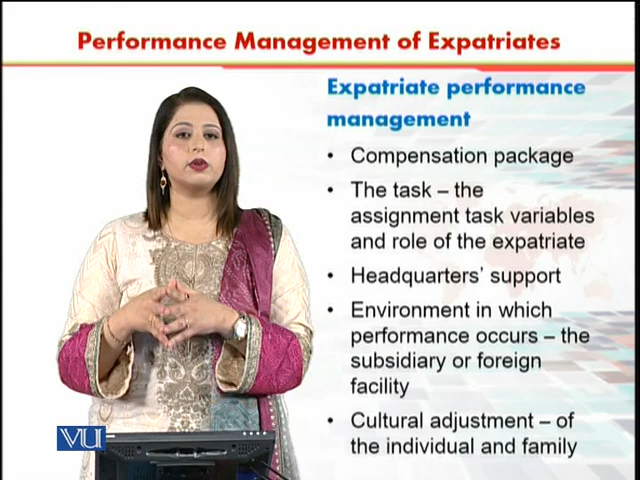 Performance Management of Expatriates
Expatriate performance
management
• Compensation package
• The task – the
assignment task variables
and role of the expatriate
• Headquarters' support
• Environment in which
performance occurs – the
subsidiary or foreign
facility
• Cultural adjustment – of
the individual and family
VU